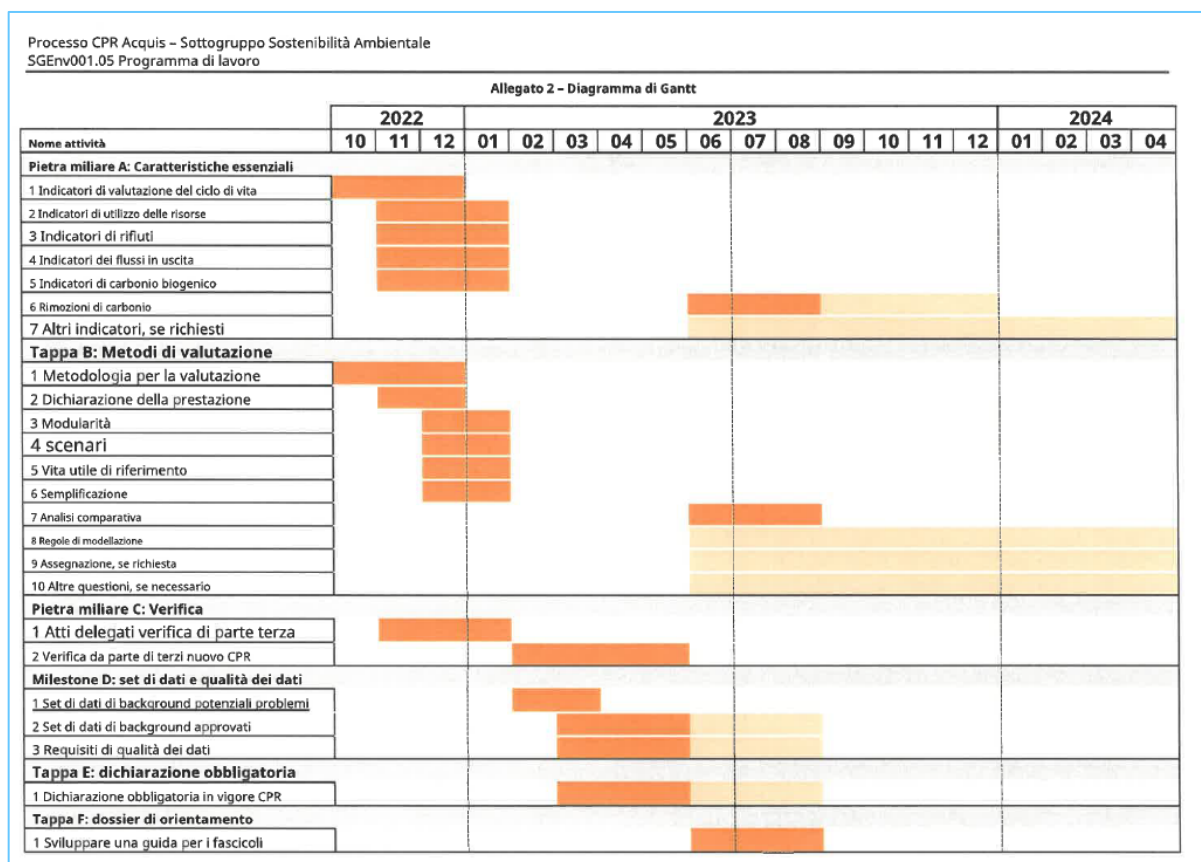 Processo CPR Acquis – Sottogruppo Sostenibilità Ambientale
SGEnv001.05 Programma di lavoro
Allegato 2 – Diagramma di Gantt
2022 2023 2024
Nome attività 10 11 12 01 02 03 04 05 06 07 08 09 10 11 12 01 02 03 04
Pietra miliare A: Caratteristiche essenziali
1 Indicatori di valutazione del ciclo di vita
2 Indicatori di utilizzo delle risorse
3 Indicatori di rifiuti
4 Indicatori dei flussi in uscita
5 Indicatori di carbonio biogenico
6 Rimozioni di carbonio
7 Altri indicatori, se richiesti
Tappa B: Metodi di valutazione
1 Metodologia per la valutazione
2 Dichiarazione della prestazione
3 Modularità
4 scenari
5 Vita utile di riferimento
6 Semplificazione
7 Analisi comparativa
8 Regole di modellazione
9 Assegnazione, se richiesta
10 Altre questioni, se necessario
Pietra miliare C: Verifica
1 Atti delegati verifica di parte terza
2 Verifica da parte di terzi nuovo CPR
Milestone D: set di dati e qualità dei dati
1 Set di dati di background potenziali problemi
2 Set di dati di background approvati
3 Requisiti di qualità dei dati
Tappa E: dichiarazione obbligatoria
1 Dichiarazione obbligatoria in vigore CPR
Tappa F: dossier di orientamento
1 Sviluppare una guida per i fascicoli